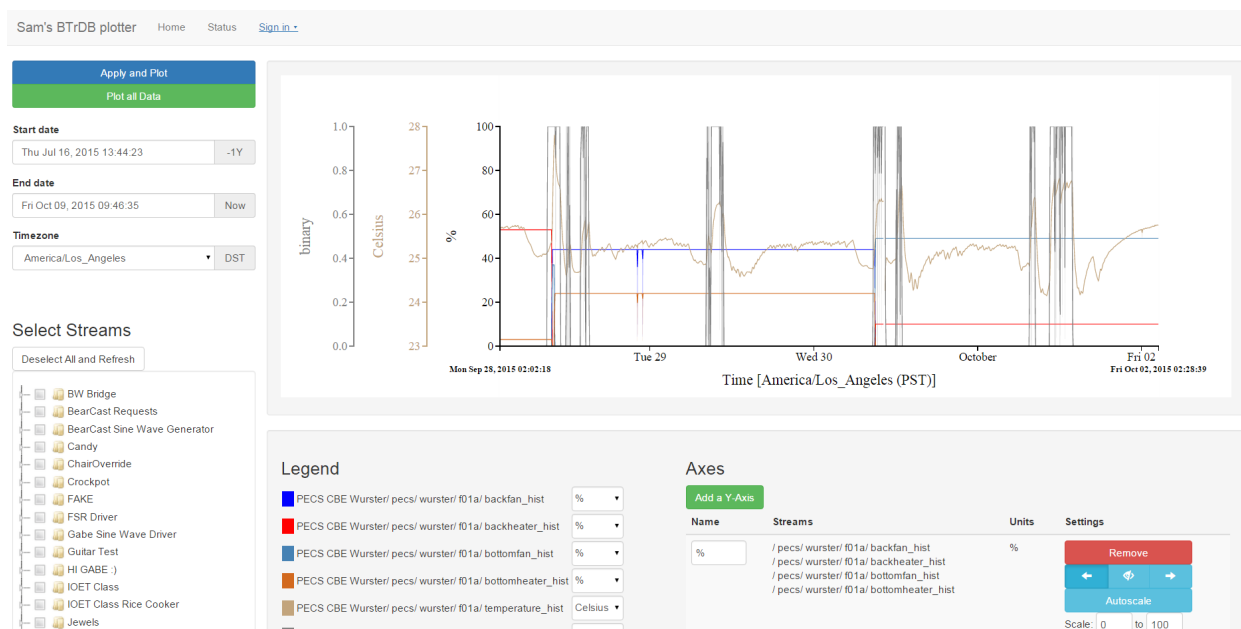 Sam's BTrDB plotter Home Status Sign in
Apply and Plot
Plot all Data
Start date
Thu Jul 16, 2015 13:44:23 -1Y
End date
Fri Oct 09, 2015 09:46:35 Now
Timezone
America/Los_Angeles DST
Select Streams
Deselect All and Refresh
BW Bridge
BearCast Requests
BearCast Sine Wave Generator
Candy
ChairOverride
Crockpot
FAKE
FSR Driver
Gabe Sine Wave Driver
Guitar Test
HI GABE :)
IOET Class
IOET Class Rice Cooker
Jewels
binary
1.0
0.8
0.6
0.4
0.2
0.0
Celsius
28
27
26
25
24
23
%
100
80
60
40
20
0
Tue 29 Wed 30 October Fri 02
Mon Sep 28, 2015 02:02:18 Fri Oct 02, 2015 02:28:39
Time [America/Los_Angeles (PST)]
Legend
PECS CBE Wurster/ pecs/ wurster/ f01a/ backfan_hist %
PECS CBE Wurster/ pecs/ wurster/ f01a/ backheater_hist %
PECS CBE Wurster/ pecs/ wurster/ f01a/ bottomfan_hist %
PECS CBE Wurster/ pecs/ wurster/ f01a/ bottomheater_hist %
PECS CBE Wurster/ pecs/ wurster/ f01a/ temperature_hist Celsius
Axes
Add a Y-Axis
Name Streams Units Settings
% / pecs/ wurster/ f01a/ backfan_hist % Remove
/ pecs/ wurster/ f01a/ backheater_hist
/ pecs/ wurster/ f01a/ bottomfan_hist
/ pecs/ wurster/ f01a/ bottomheater_hist
Autoscale
Scale: 0 to 100